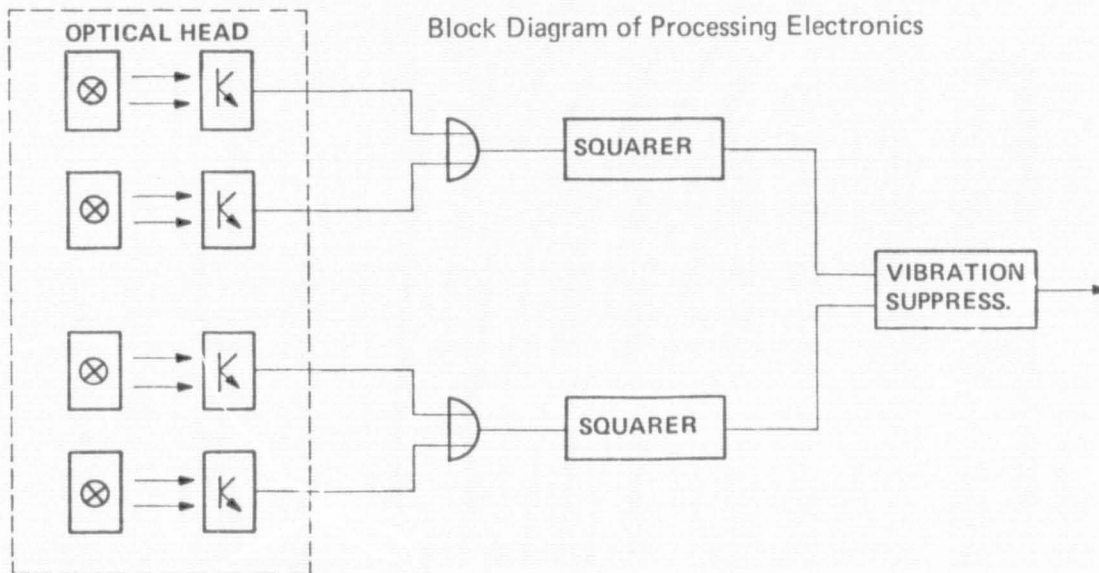 Block Diagram of Processing Electronics
OPTICAL HEAD
SQUARER
VIBRATION
SUPPRESS.
SQUARER